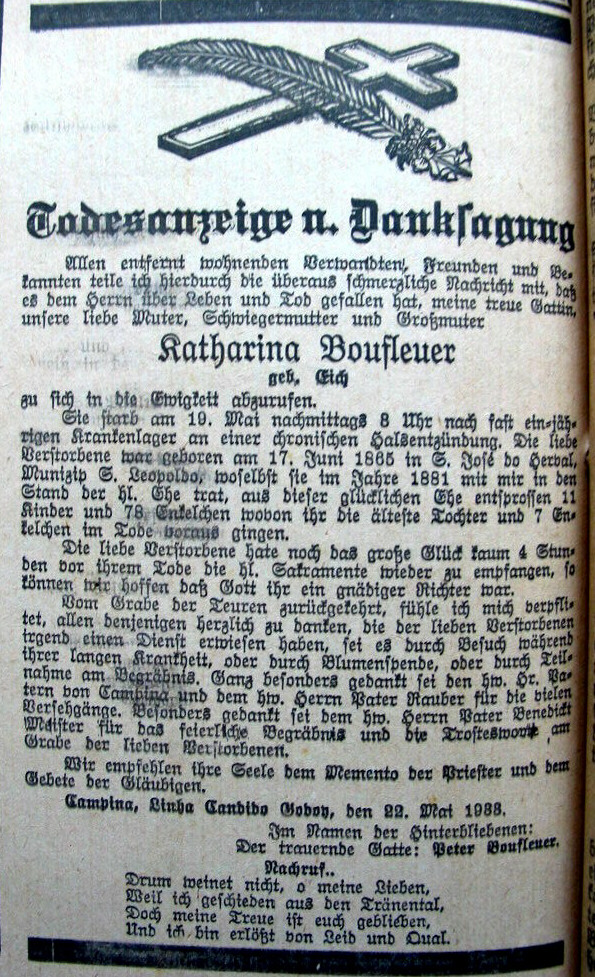 Todesanzeige u. Danksagung
Allen entfernt wohnenden Verwandten, Freunden und Be-
kannten teile ich hierdurch die überaus schmerzliche Nachricht mit, daß
es dem Herrn über Leben und Tod gefallen hat, meine treue Gattin,
unsere liebe Muter, Schwiegermutter und Großmuter
Katharina Boufleuer
geb. Eich
zu sich in die Ewigkeit abzurufen.
Sie starb am 19. Mai nachmittags 8 Uhr nach fast ein-jäh-
rigen Krankenlager an einer chronischen Halsentzündung. Die liebe
Verstorbene war geboren am 17. Juni 1865 in S. José do Herval,
Munizip S. Leopoldo, woselbst sie im Jahre 1881 mit mir in den
Stand der hl. Ehe trat, aus dieser glücklichen Ehe entsprossen 11
Kinder und 78 Enkelchen wovon ihr die älteste Tochter und 7 En-
kelchen im Tode voraus gingen.
Die liebe Verstorbene hate noch das große Glück kaum 4 Stun-
den vor ihrem Tode die hl. Sakramente wieder zu empfangen, so
können wir hoffen daß Gott ihr ein gnädiger Richter war.
Vom Grabe der Teuren zurückgekehrt, fühle ich mich verpfli-
tet, allen denjenigen herzlich zu danken, die der lieben Verstorbenen
irgend einen Dienst erwiesen haben, sei es durch Besuch während
ihrer langen Krankheit, oder durch Blumenspende, oder durch Teil-
nahme am Begräbnis. Ganz besonders gedankt sei den hw. Hr. Pa-
tern von Campina und dem hw. Herrn Pater Rauber für die vielen
Versehgänge. Besonders gedankt sei dem hw. Herrn Pater Benedikt
Meister für das feierliche Begräbnis und die Trostesworte am
Grabe der lieben Verstorbenen.
Wir empfehlen ihre Seele dem Memento der Priester und dem
Gebete der Gläubigen.
Campina, Linha Candido Godoy, den 22. Mai 1938.
Im Namen der Hinterbliebenen:
Der trauernde Gatte: Peter Boufleuer.
Nachruf..
Drum weinet nicht, o meine Lieben,
Weil ich geschieden aus den Tränental,
Doch meine Treue ist euch geblieben,
Und ich bin erlößt von Leid und Qual.